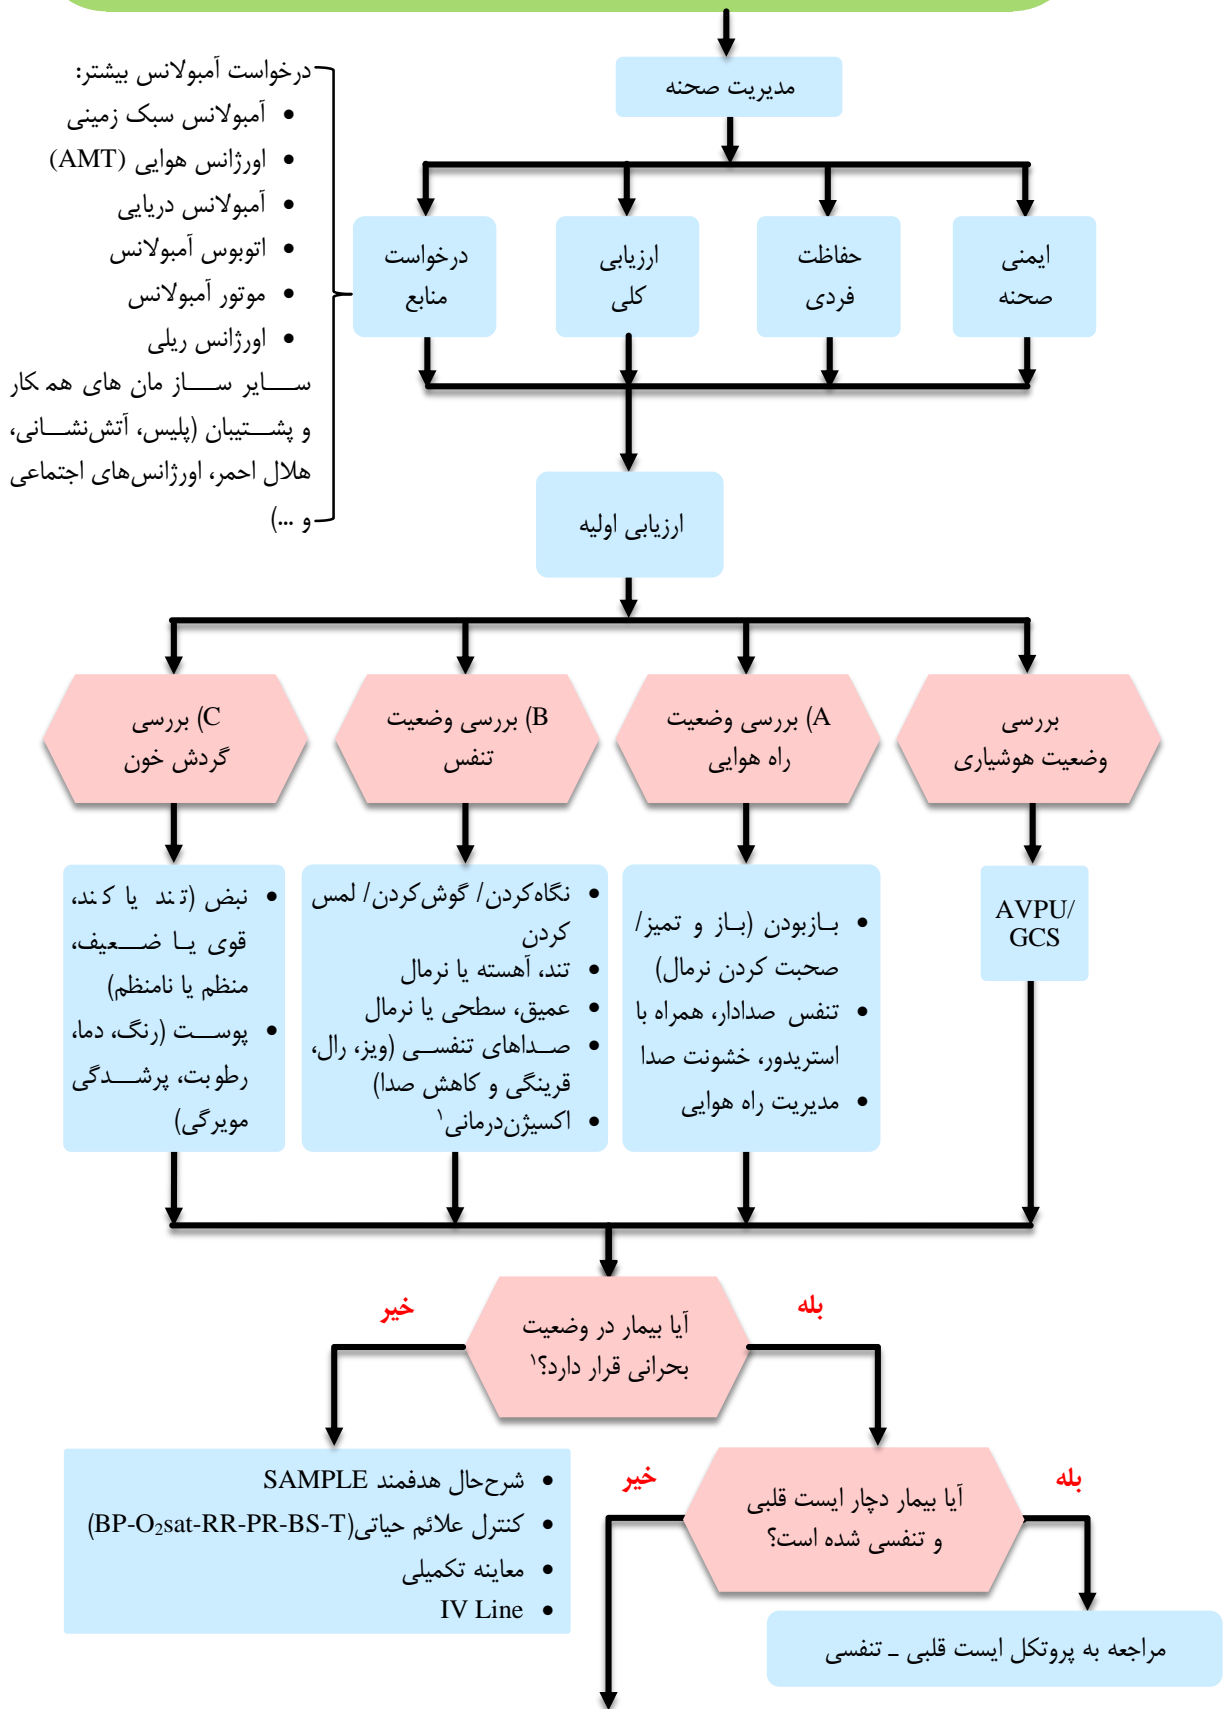 مدیریت صحنه
ایمنی
صحنه
حفاظت
فردی
ارزیابی
کلی
درخواست
منابع
درخواست آمبولانس بیشتر:
• آمبولانس سبک زمینی
• اورژانس هوایی (AMT)
• آمبولانس دریایی
• اتوبوس آمبولانس
• موتور آمبولانس
• اورژانس ریلی
سایر سازمان های همکار
و پشتیبان (پلیس، آتش‌نشانی،
هلال احمر، اورژانس‌های اجتماعی
و ...)
ارزیابی اولیه
بررسی
وضعیت هوشیاری
A) بررسی وضعیت
راه هوایی
B) بررسی وضعیت
تنفس
C) بررسی
گردش خون
AVPU/
GCS
• بازبودن (باز و تمیز/
صحبت کردن نرمال)
• تنفس صدادار، همراه با
استریدور، خشونت صدا
• مدیریت راه هوایی
• نگاه‌کردن/ گوش‌کردن/ لمس
کردن
• تند، آهسته یا نرمال
• عمیق، سطحی یا نرمال
• صداهای تنفسی (ویز، رال،
قرینگی و کاهش صدا)
• اکسیژن‌درمانی۱
• نبض (تند یا کند،
قوی یا ضعیف،
منظم یا نامنظم)
• پوست (رنگ، دما،
رطوبت، پرشدگی
مویرگی)
آیا بیمار در وضعیت
بحرانی قرار دارد؟۱
بله
خیر
آیا بیمار دچار ایست قلبی
و تنفسی شده است؟
بله
خیر
• شرح‌حال هدفمند SAMPLE
• کنترل علائم حیاتی(BP-O₂sat-RR-PR-BS-T)
• معاینه تکمیلی
• IV Line
مراجعه به پروتکل ایست قلبی ـ تنفسی